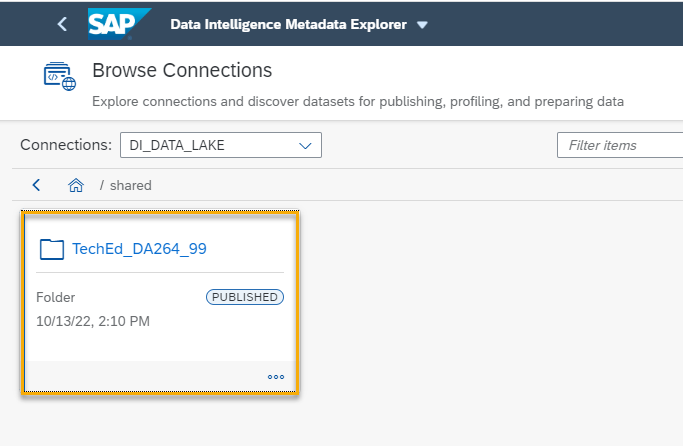 SAP Data Intelligence Metadata Explorer
Browse Connections
Explore connections and discover datasets for publishing, profiling, and preparing data
Connections: DI_DATA_LAKE Filter items
/ shared
TechEd_DA264_99
Folder PUBLISHED
10/13/22, 2:10 PM